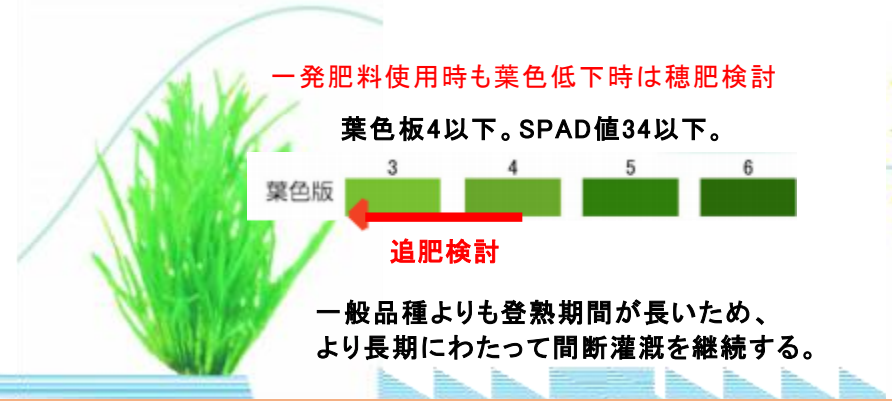 一発肥料使用時も葉色低下時は穂肥検討
葉色板4以下。SPAD値34以下。
3 4 5 6
葉色版
追肥検討
一般品種よりも登熟期間が長いため、
より長期にわたって間断灌漑を継続する。